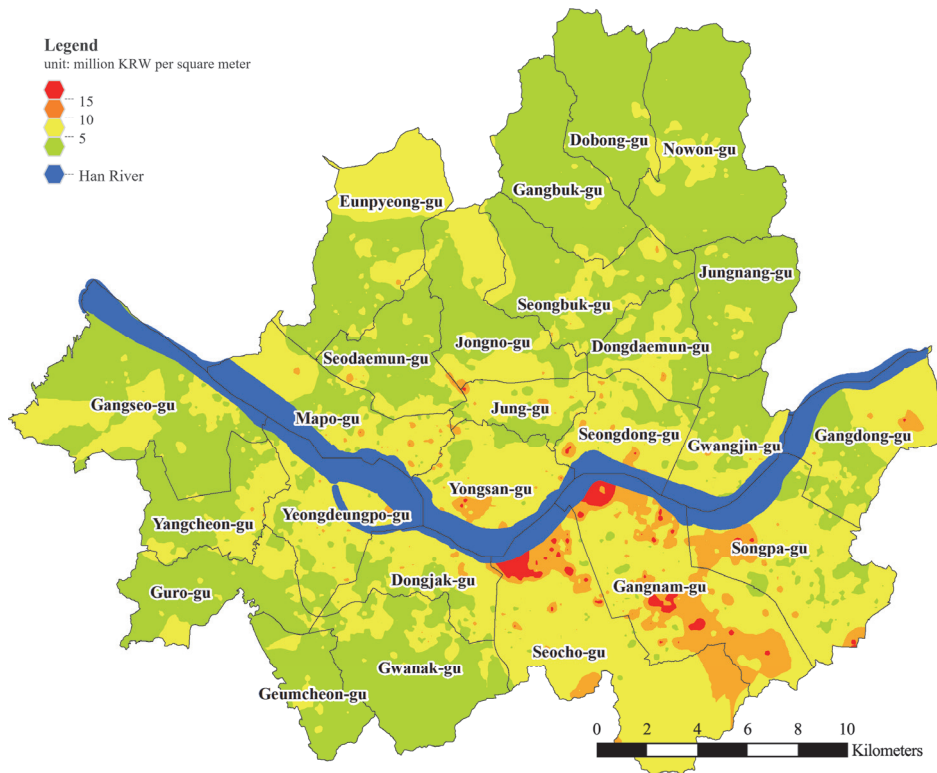 Legend
unit: million KRW per square meter
15
10
5
Han River
Dobong-gu
Nowon-gu
Gangbuk-gu
Eunpyeong-gu
Jungnang-gu
Seongbuk-gu
Jongno-gu
Dongdaemun-gu
Seodaemun-gu
Gangseo-gu
Jung-gu
Mapo-gu
Seongdong-gu
Gangdong-gu
Gwangjin-gu
Yongsan-gu
Yeongdeungpo-gu
Yangcheon-gu
Songpa-gu
Dongjak-gu
Gangnam-gu
Guro-gu
Seocho-gu
Gwanak-gu
Geumcheon-gu
0 2 4 6 8 10
Kilometers